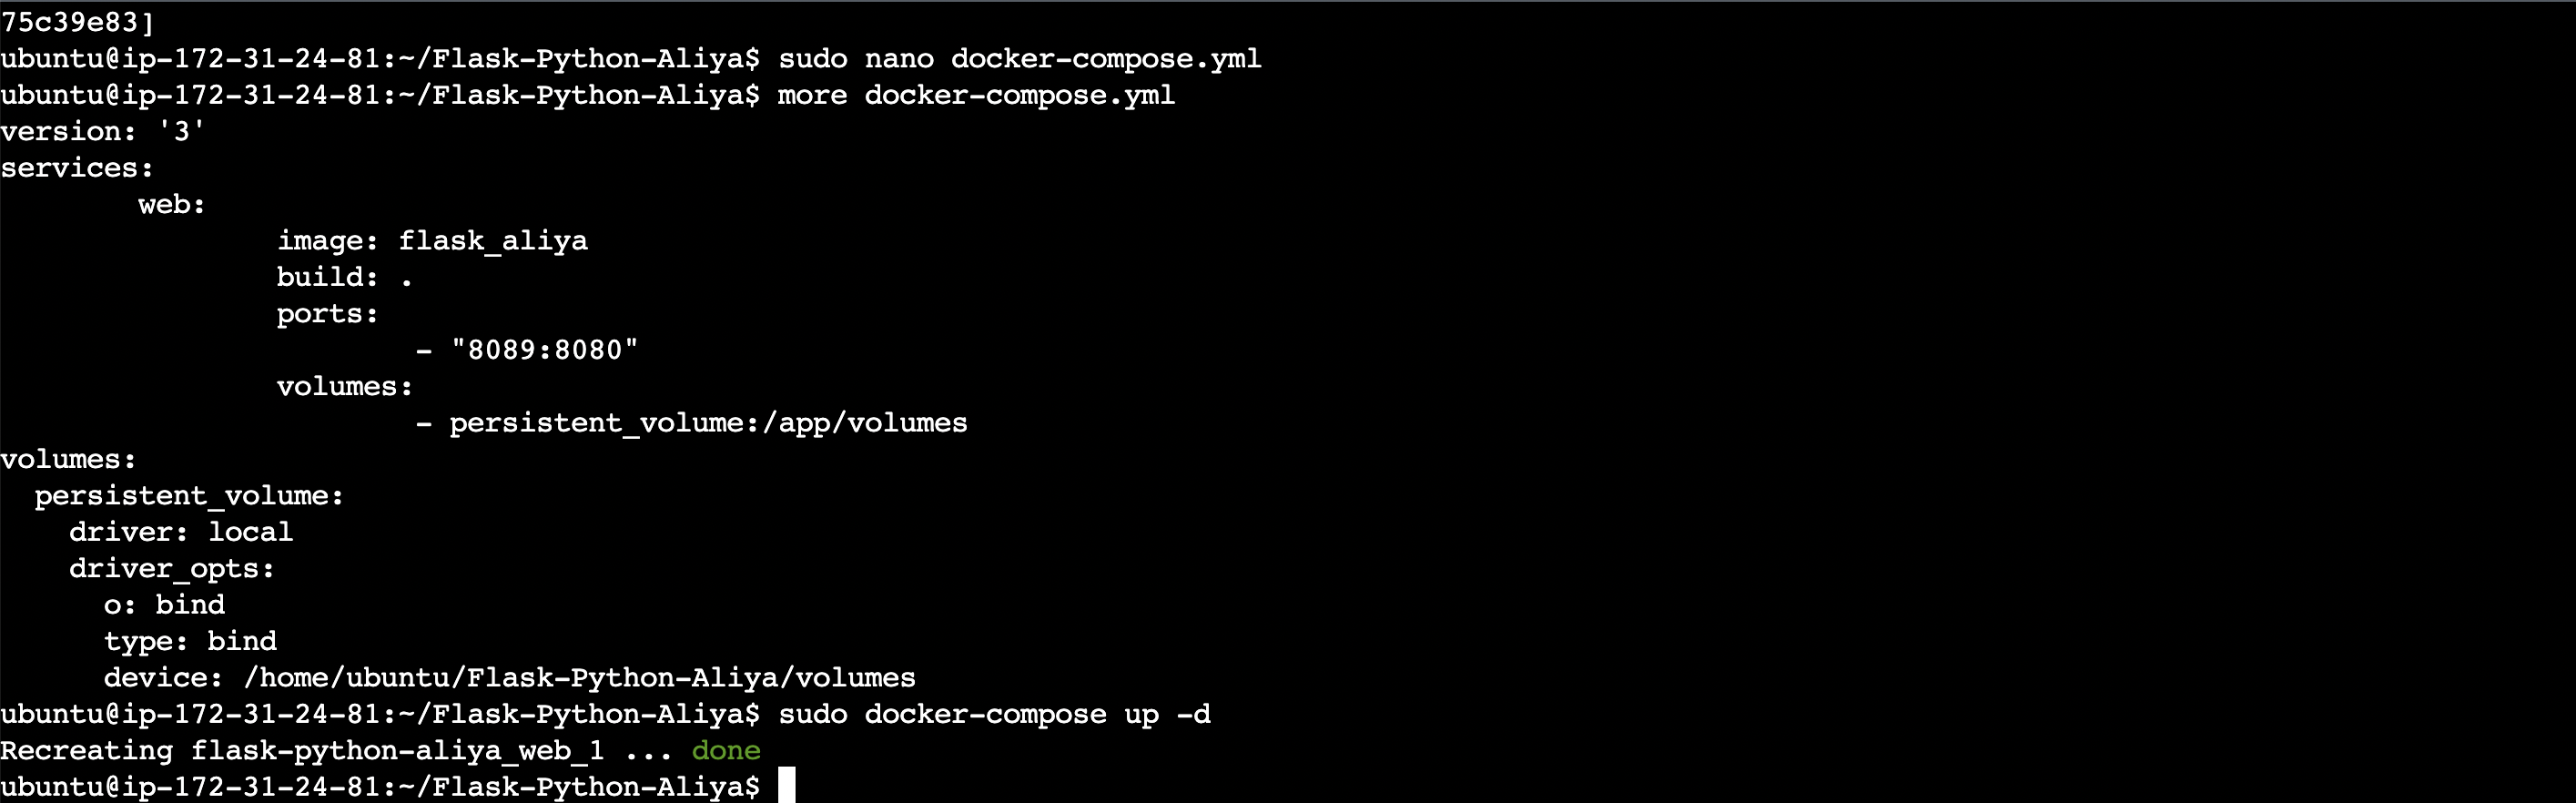 75c39e83]
ubuntu@ip-172-31-24-81:~/Flask-Python-Aliya$ sudo nano docker-compose.yml
ubuntu@ip-172-31-24-81:~/Flask-Python-Aliya$ more docker-compose.yml
version: '3'
services:
        web:
                image: flask_aliya
                build: .
                ports:
                        - "8089:8080"
                volumes:
                        - persistent_volume:/app/volumes
volumes:
  persistent_volume:
    driver: local
    driver_opts:
      o: bind
      type: bind
      device: /home/ubuntu/Flask-Python-Aliya/volumes
ubuntu@ip-172-31-24-81:~/Flask-Python-Aliya$ sudo docker-compose up -d
Recreating flask-python-aliya_web_1 ... done
ubuntu@ip-172-31-24-81:~/Flask-Python-Aliya$